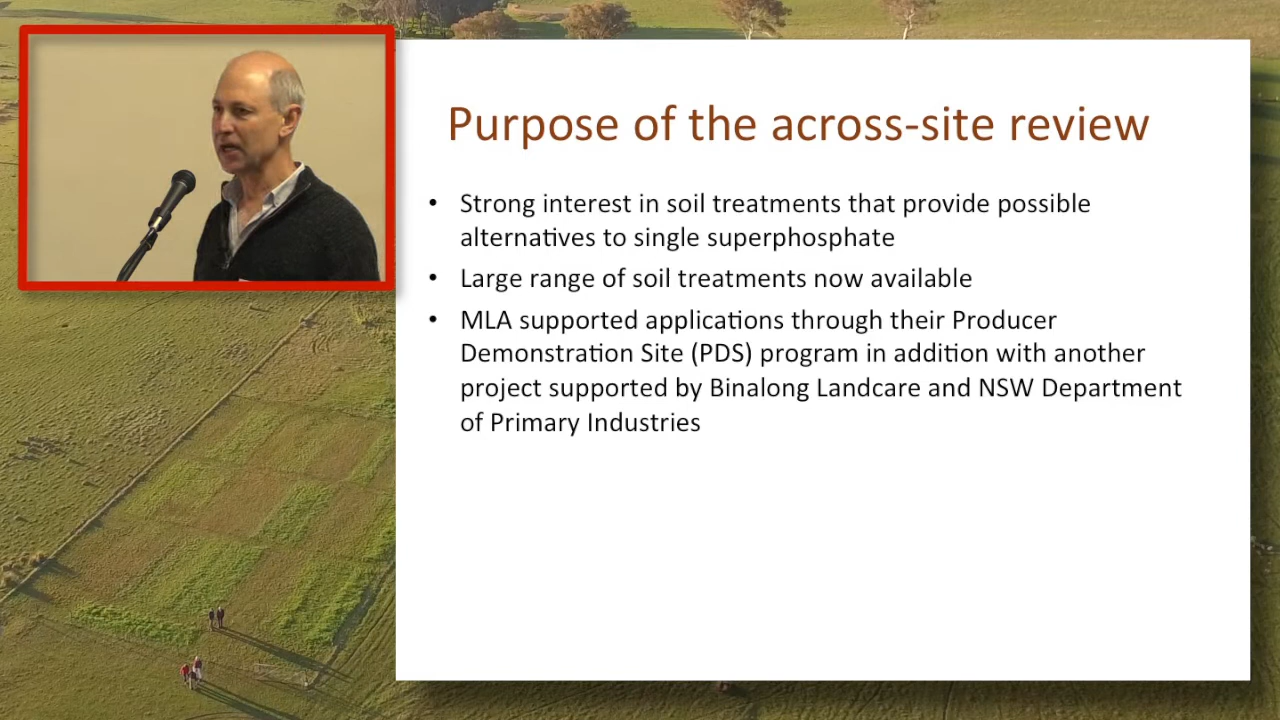 Purpose of the across-site review
• Strong interest in soil treatments that provide possible
alternatives to single superphosphate
• Large range of soil treatments now available
• MLA supported applications through their Producer
Demonstration Site (PDS) program in addition with another
project supported by Binalong Landcare and NSW Department
of Primary Industries